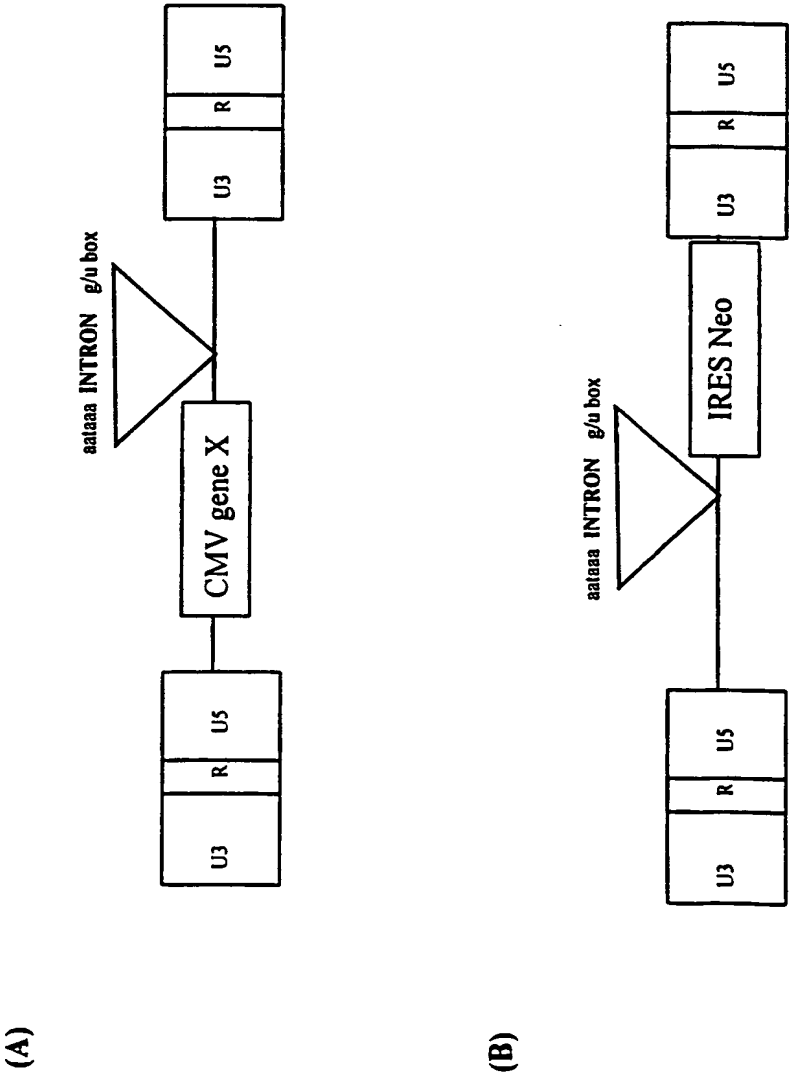 (A)
aataaa INTRON g/u box
U3 R U5
CMV gene X
U3 R U5
(B)
aataaa INTRON g/u box
U3 R U5
IRES Neo
U3 R U5